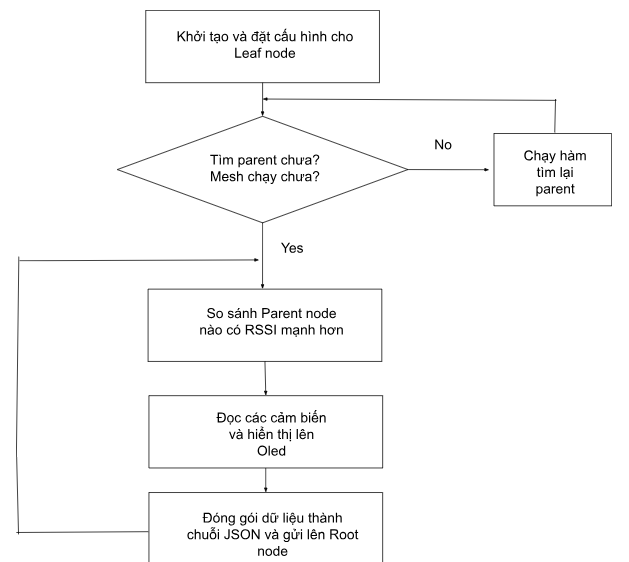 Khởi tạo và đặt cấu hình cho
Leaf node
Tìm parent chưa?
Mesh chạy chưa?
No
Chạy hàm
tìm lại
parent
Yes
So sánh Parent node
nào có RSSI mạnh hơn
Đọc các cảm biến
và hiển thị lên
Oled
Đóng gói dữ liệu thành
chuỗi JSON và gửi lên Root
node